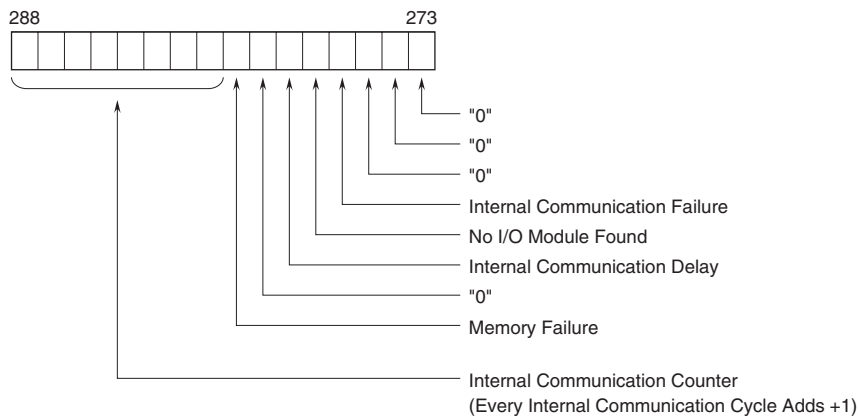 288 273
"0"
"0"
"0"
Internal Communication Failure
No I/O Module Found
Internal Communication Delay
"0"
Memory Failure
Internal Communication Counter
(Every Internal Communication Cycle Adds +1)